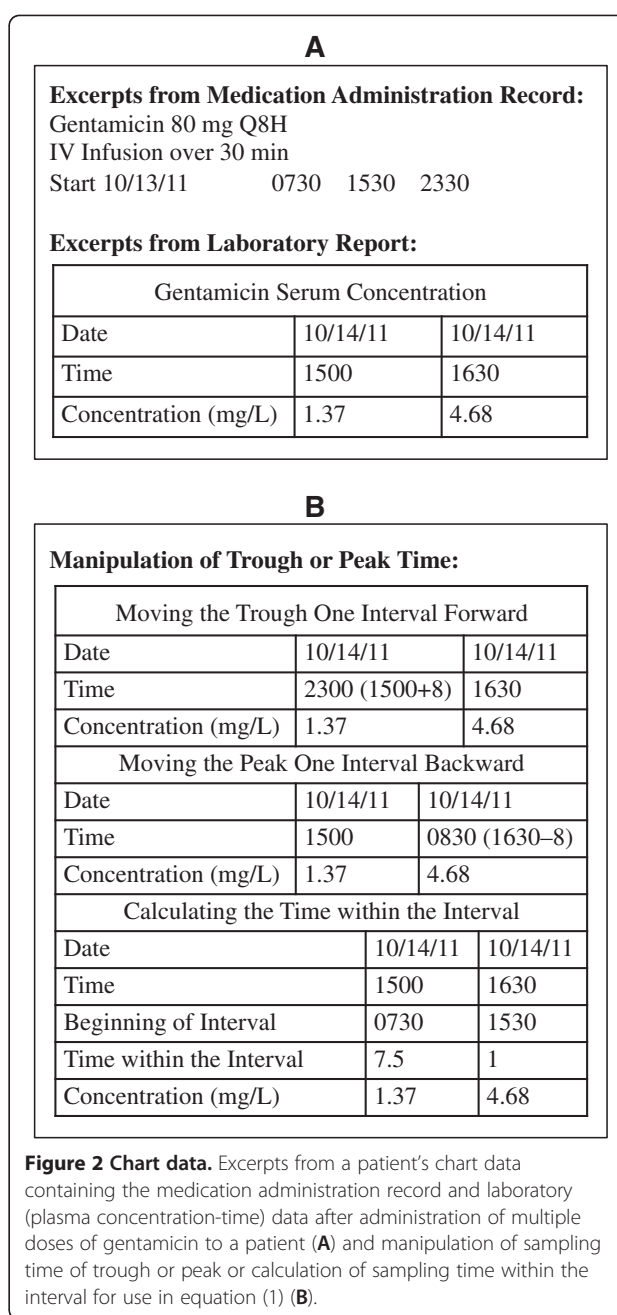 A
Excerpts from Medication Administration Record:
Gentamicin 80 mg Q8H
IV Infusion over 30 min
Start 10/13/11 0730 1530 2330
Excerpts from Laboratory Report:
Gentamicin Serum Concentration
Date 10/14/11 10/14/11
Time 1500 1630
Concentration (mg/L) 1.37 4.68
B
Manipulation of Trough or Peak Time:
Moving the Trough One Interval Forward
Date 10/14/11 10/14/11
Time 2300 (1500+8) 1630
Concentration (mg/L) 1.37 4.68
Moving the Peak One Interval Backward
Date 10/14/11 10/14/11
Time 1500 0830 (1630–8)
Concentration (mg/L) 1.37 4.68
Calculating the Time within the Interval
Date 10/14/11 10/14/11
Time 1500 1630
Beginning of Interval 0730 1530
Time within the Interval 7.5 1
Concentration (mg/L) 1.37 4.68
Figure 2 Chart data. Excerpts from a patient's chart data
containing the medication administration record and laboratory
(plasma concentration-time) data after administration of multiple
doses of gentamicin to a patient (A) and manipulation of sampling
time of trough or peak or calculation of sampling time within the
interval for use in equation (1) (B).